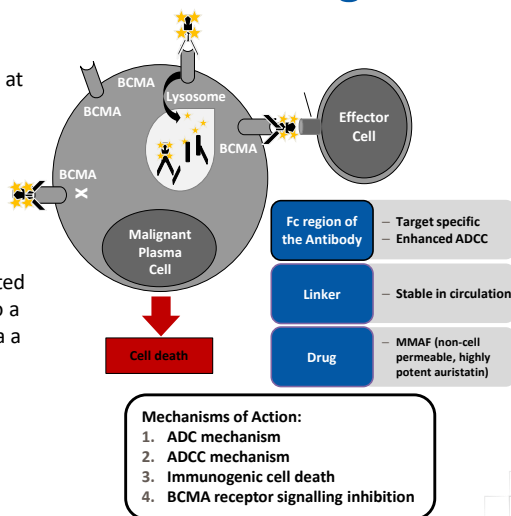 at
BCMA
BCMA
Lysosome
BCMA
BCMA
Effector
Cell
Malignant
Plasma
Cell
ted
o a
a a
Cell death
Fc region of
the Antibody
– Target specific
– Enhanced ADCC
Linker
– Stable in circulation
Drug
– MMAF (non-cell
permeable, highly
potent auristatin)
Mechanisms of Action:
1. ADC mechanism
2. ADCC mechanism
3. Immunogenic cell death
4. BCMA receptor signalling inhibition